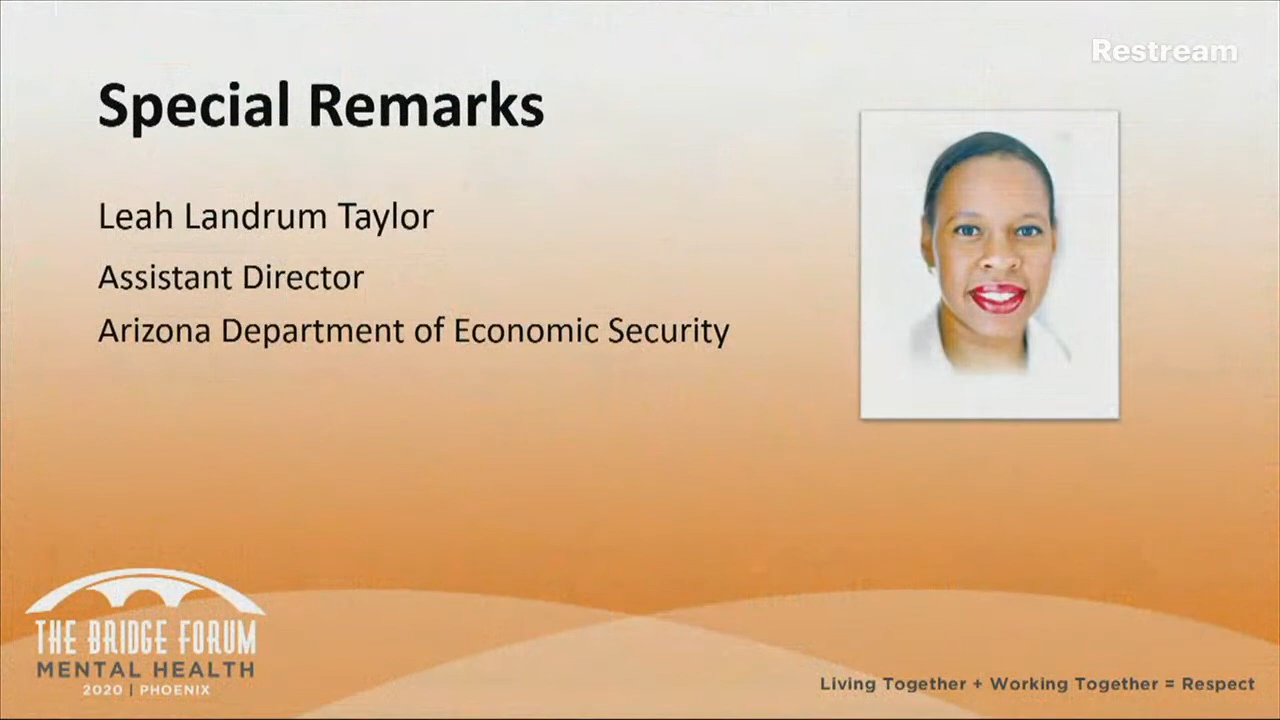 Restream
Special Remarks
Leah Landrum Taylor
Assistant Director
Arizona Department of Economic Security
THE BRIDGE FORUM
MENTAL HEALTH
2020 | PHOENIX
Living Together + Working Together = Respect